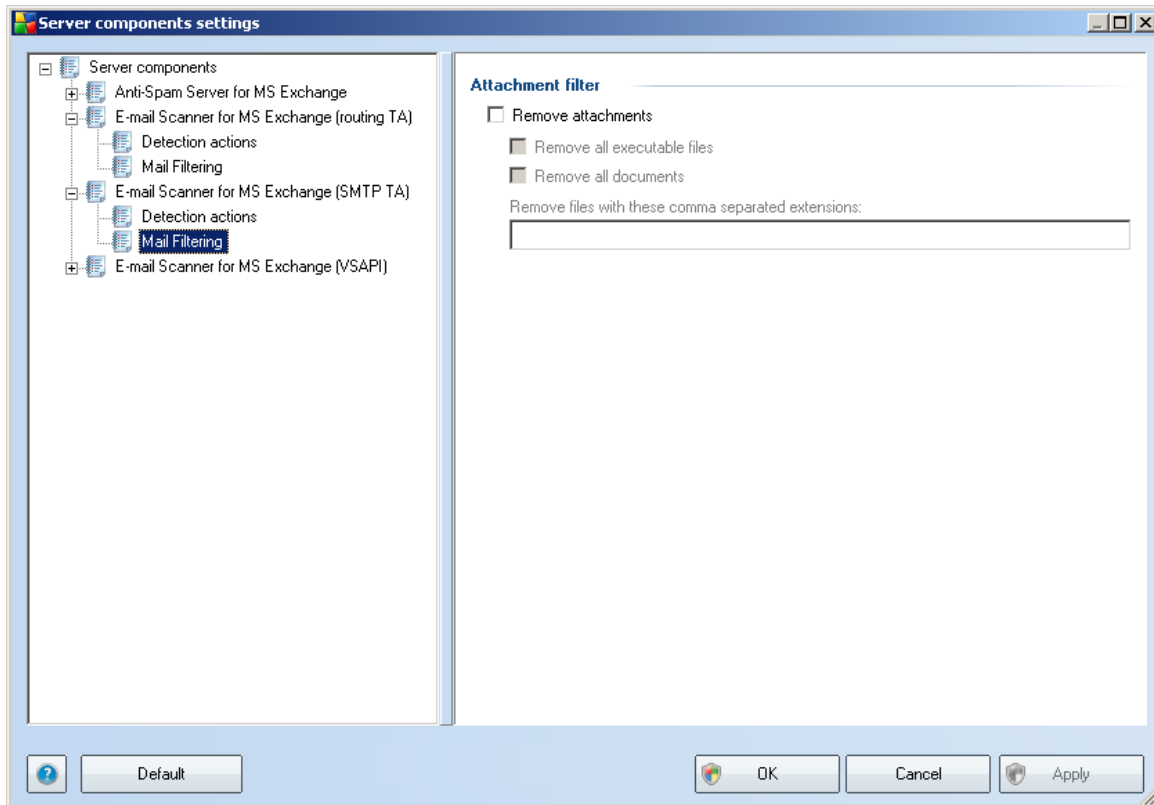 Server components settings
Server components
Anti-Spam Server for MS Exchange
E-mail Scanner for MS Exchange (routing TA)
Detection actions
Mail Filtering
E-mail Scanner for MS Exchange (SMTP TA)
Detection actions
Mail Filtering
E-mail Scanner for MS Exchange (VSAPI)
Attachment filter
Remove attachments
Remove all executable files
Remove all documents
Remove files with these comma separated extensions:
Default
OK
Cancel
Apply